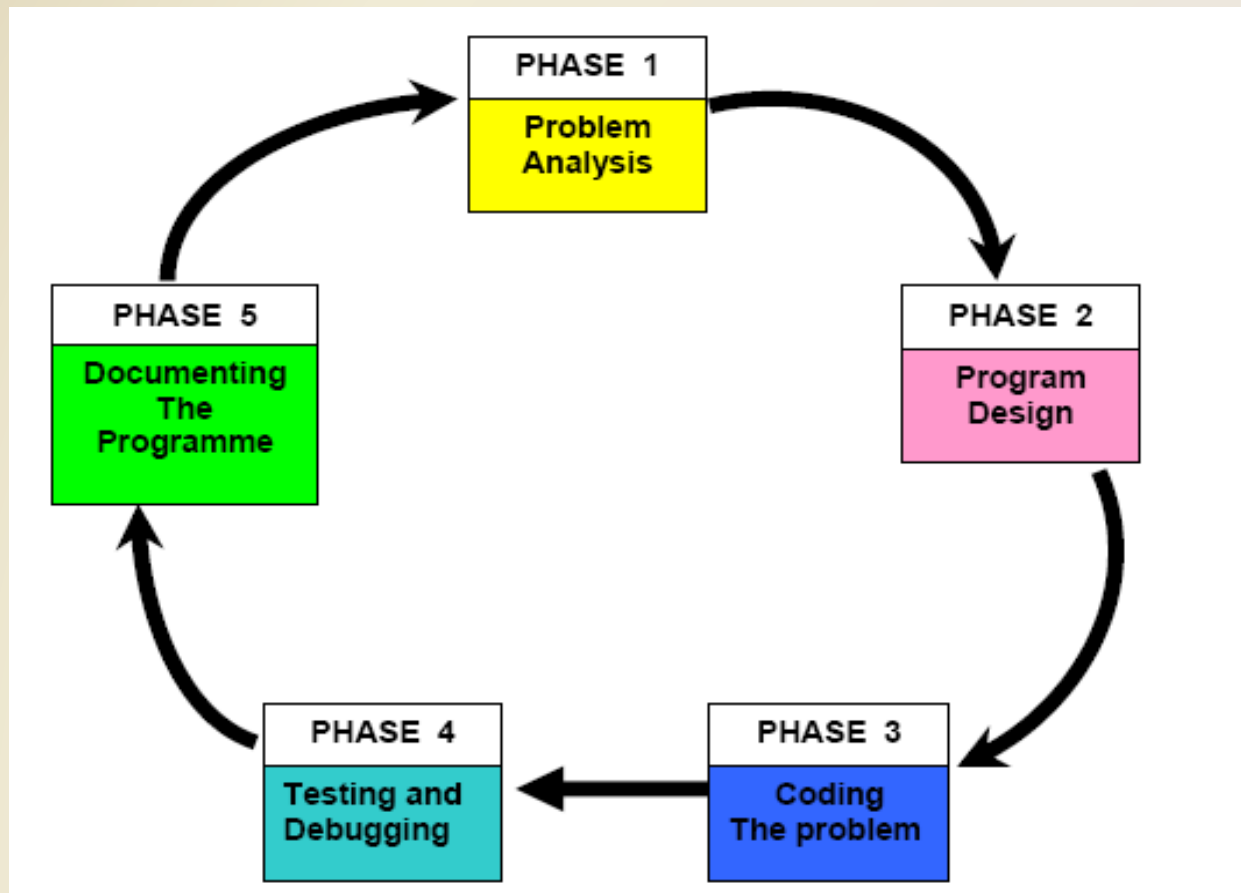 PHASE 1
Problem
Analysis
PHASE 2
Program
Design
PHASE 3
Coding
The problem
PHASE 4
Testing and
Debugging
PHASE 5
Documenting
The
Programme